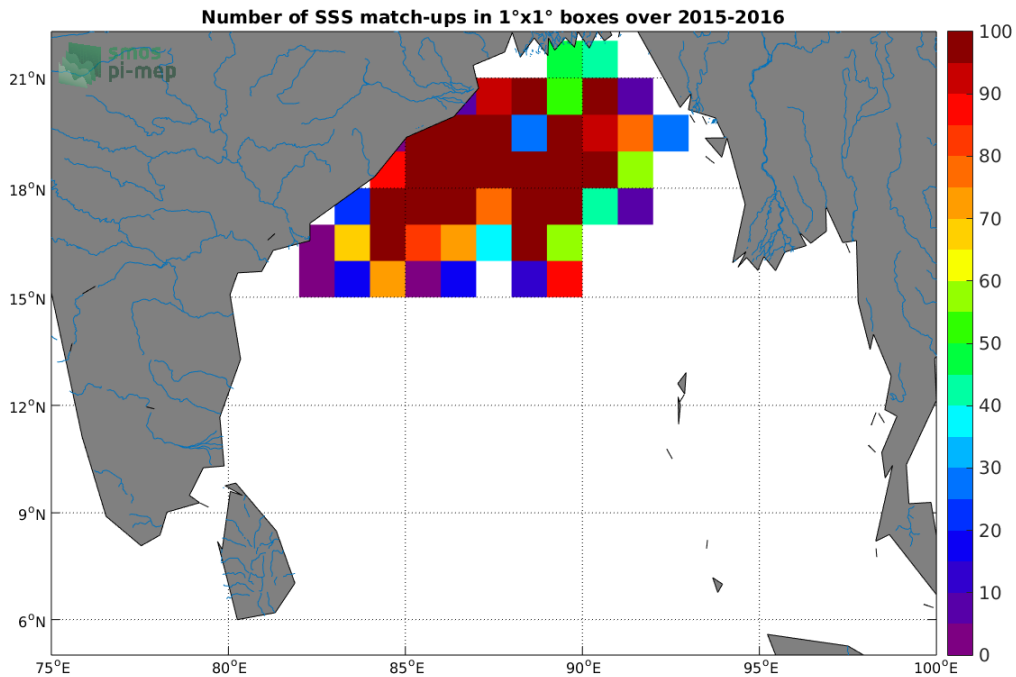 Number of SSS match-ups in 1°x1° boxes over 2015-2016
smos
pi-mep
21°N
18°N
15°N
12°N
9°N
6°N
75°E 80°E 85°E 90°E 95°E 100°E
100
90
80
70
60
50
40
30
20
10
0